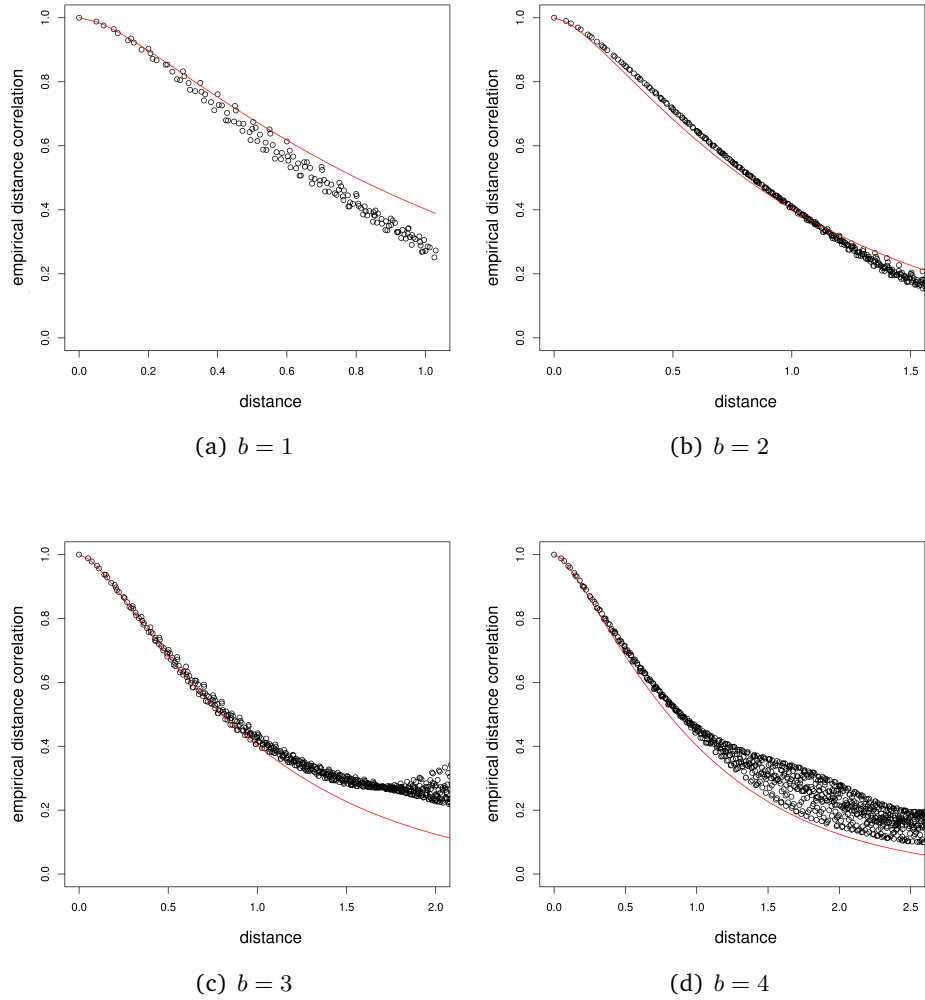 1.0
0.8
0.6
0.4
0.2
0.0
empirical distance correlation
0.0 0.2 0.4 0.6 0.8 1.0
distance
(a) b = 1
1.0
0.8
0.6
0.4
0.2
0.0
empirical distance correlation
0.0 0.5 1.0 1.5
distance
(b) b = 2
1.0
0.8
0.6
0.4
0.2
0.0
empirical distance correlation
0.0 0.5 1.0 1.5 2.0
distance
(c) b = 3
1.0
0.8
0.6
0.4
0.2
0.0
empirical distance correlation
0.0 0.5 1.0 1.5 2.0 2.5
distance
(d) b = 4